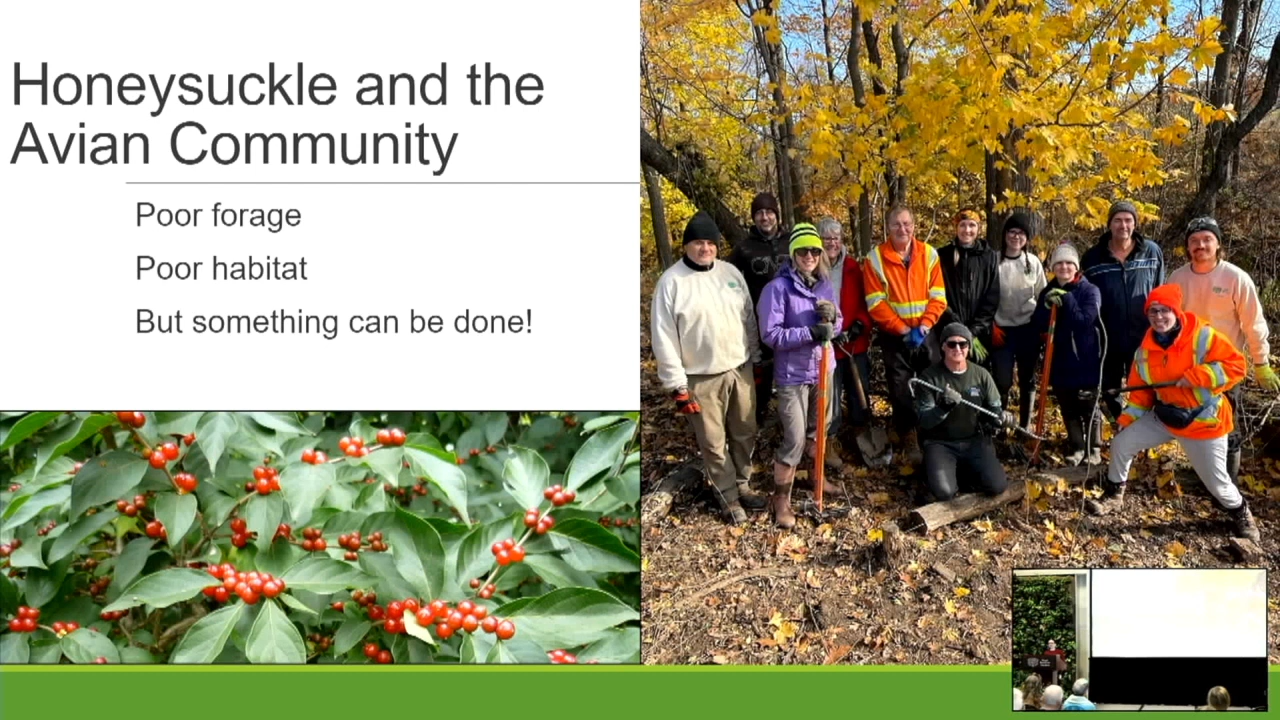 Honeysuckle and the
Avian Community
Poor forage
Poor habitat
But something can be done!